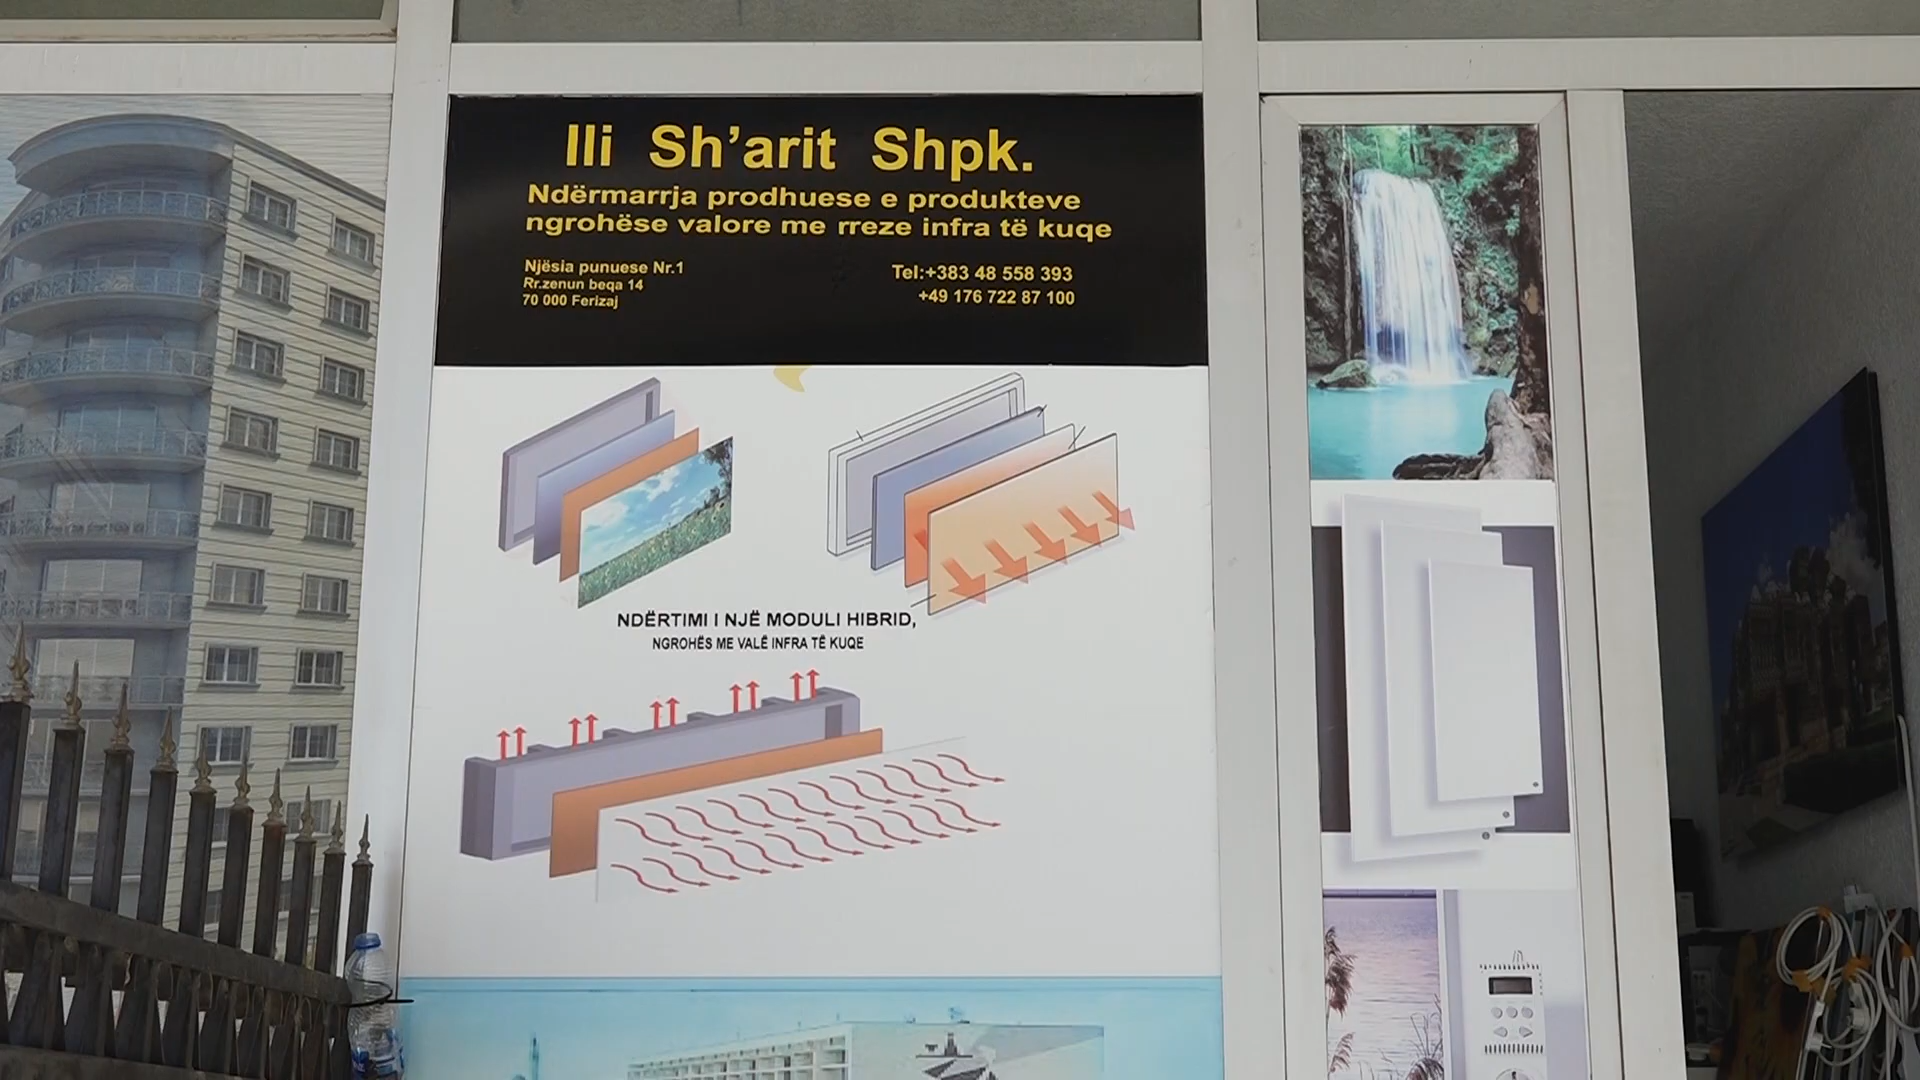 Ili Sh'arit Shpk.
Ndërmarrja prodhuese e produkteve
ngrohëse valore me rreze infra të kuqe
Njësia punuese Nr.1
Rr.zenun beqa 14
70 000 Ferizaj
Tel:+383 48 558 393
+49 176 722 87 100
NDËRTIMI I NJË MODULI HIBRID,
NGROHËS ME VALË INFRA TË KUQE